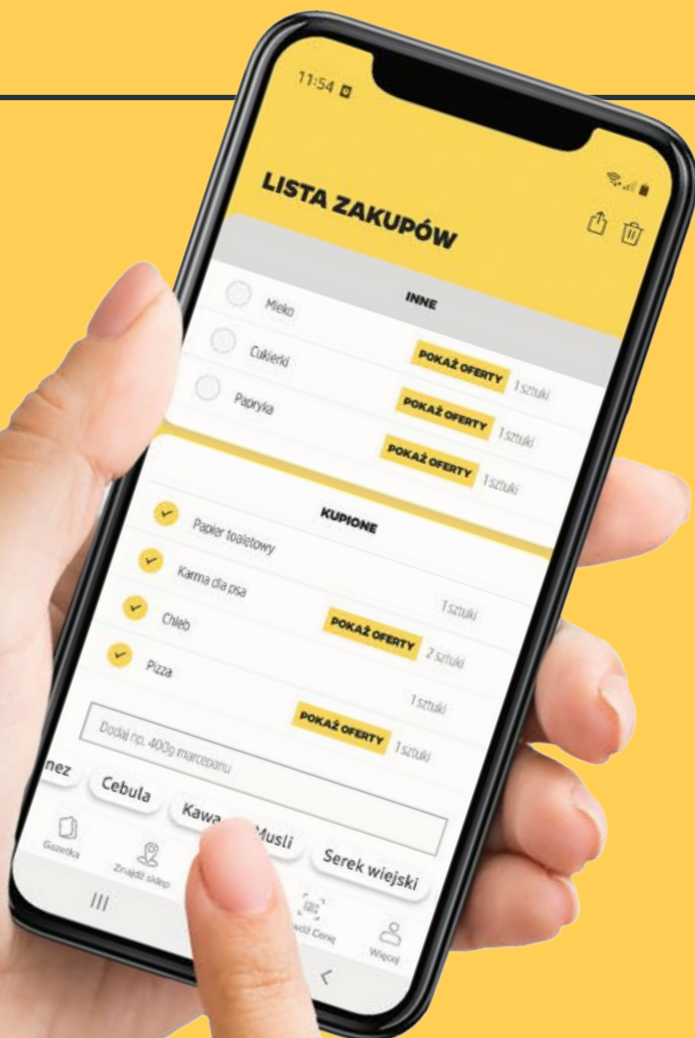 11:54
LISTA ZAKUPÓW
INNE
Mleko POKAŻ OFERTY 1 sztuki
Cukierki POKAŻ OFERTY 1 sztuki
Papryka POKAŻ OFERTY 1 sztuki
KUPIONE
Papier toaletowy 1 sztuki
Karma dla psa POKAŻ OFERTY 2 sztuki
Chleb 1 sztuki
Pizza POKAŻ OFERTY 1 sztuki
Dodaj np. 400g marcepanu
nez Cebula Kawa Musli Serek wiejski
Gazetka Znajdź sklep wdź Cenę Więcej